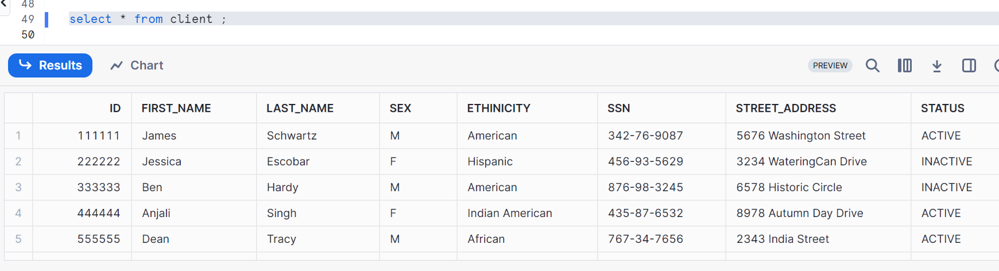 48
49 select * from client ;
50
Results Chart PREVIEW
ID FIRST_NAME LAST_NAME SEX ETHINICITY SSN STREET_ADDRESS STATUS
1 111111 James Schwartz M American 342-76-9087 5676 Washington Street ACTIVE
2 222222 Jessica Escobar F Hispanic 456-93-5629 3234 WateringCan Drive INACTIVE
3 333333 Ben Hardy M American 876-98-3245 6578 Historic Circle INACTIVE
4 444444 Anjali Singh F Indian American 435-87-6532 8978 Autumn Day Drive ACTIVE
5 555555 Dean Tracy M African 767-34-7656 2343 India Street ACTIVE